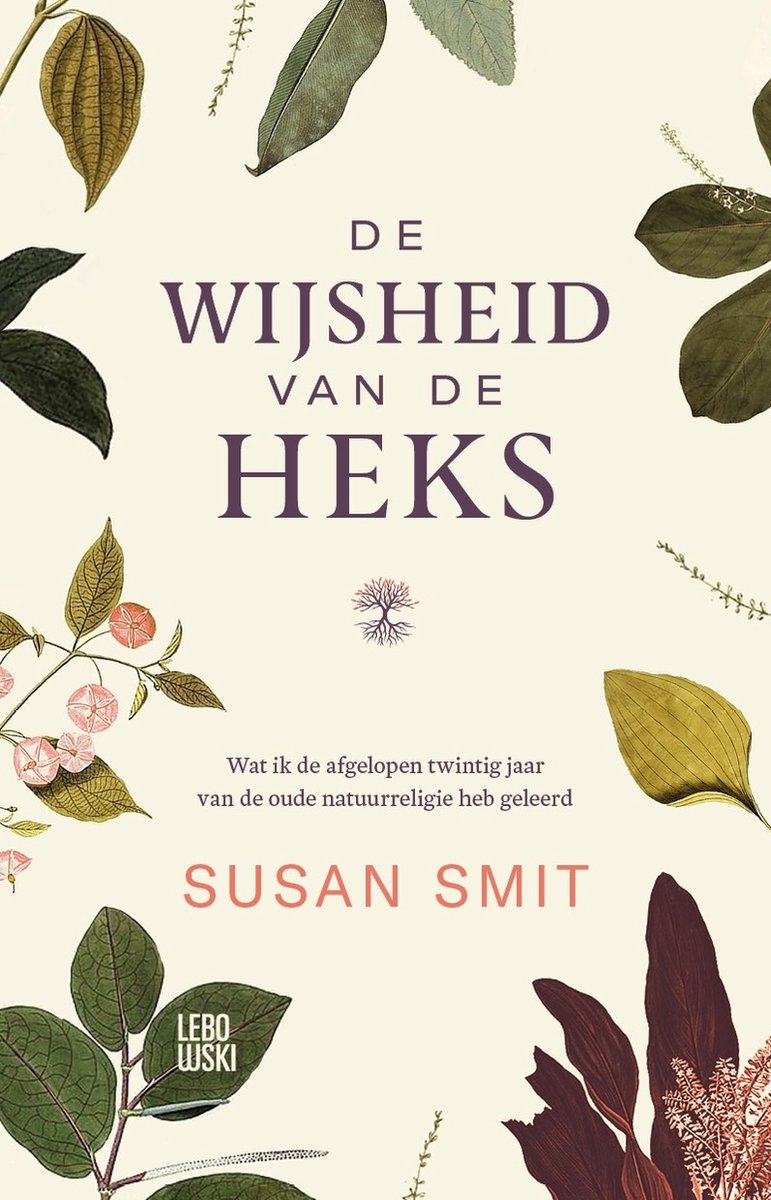 DE
WIJSHEID
VAN DE
HEKS
Wat ik de afgelopen twintig jaar
van de oude natuurreligie heb geleerd
SUSAN SMIT
LEBO
WSKI